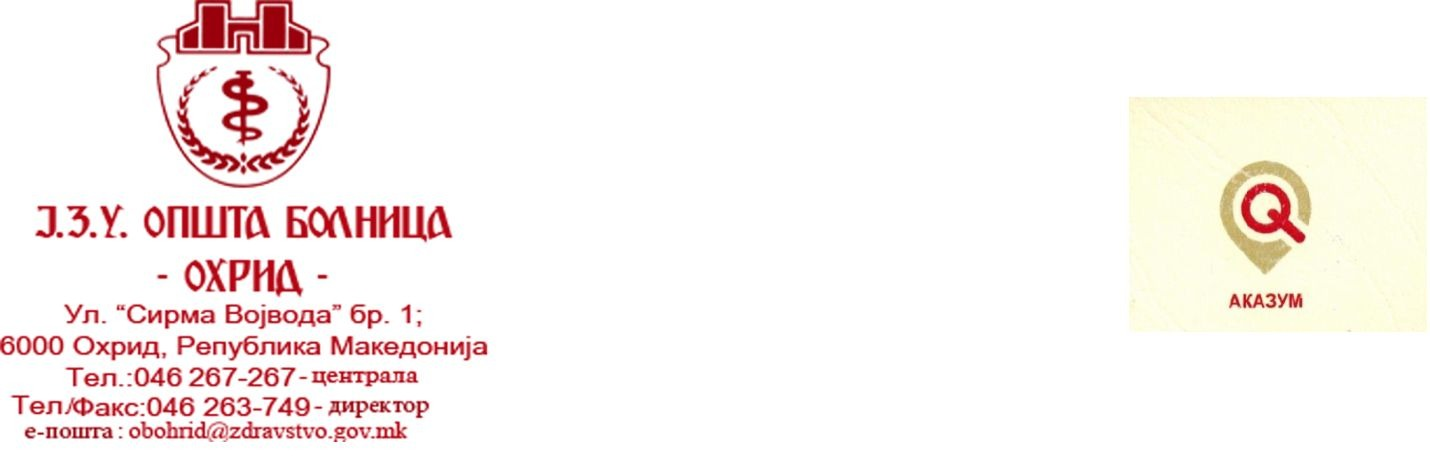 Ј.З.У. ОПШТА БОЛНИЦА
- ОХРИД -
Ул. “Сирма Војвода” бр. 1;
6000 Охрид, Република Македонија
Тел.:046 267-267 - централа
Тел/Факс:046 263-749 - директор
е-пошта : obohrid@zdravstvo.gov.mk
АКАЗУМ